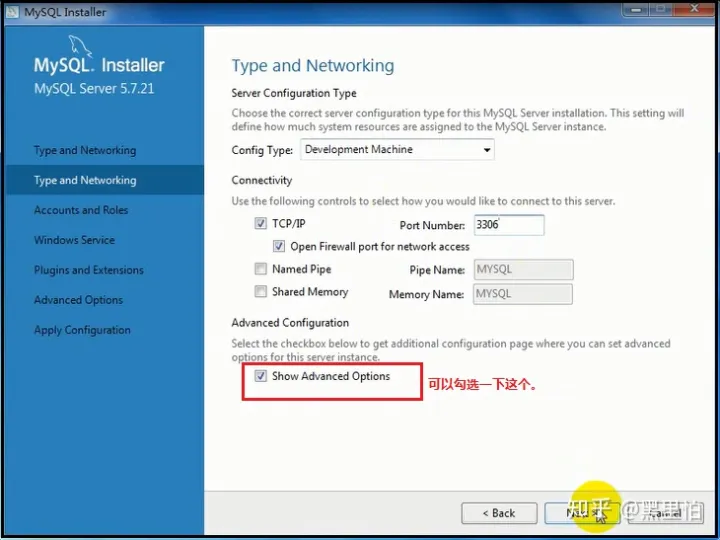 MySQL Installer
MySQL. Installer
MySQL Server 5.7.21
Type and Networking
Type and Networking
Accounts and Roles
Windows Service
Plugins and Extensions
Advanced Options
Apply Configuration
Type and Networking
Server Configuration Type
Choose the correct server configuration type for this MySQL Server installation. This setting will
define how much system resources are assigned to the MySQL Server instance.
Config Type: Development Machine
Connectivity
Use the following controls to select how you would like to connect to this server.
TCP/IP Port Number: 3306
Open Firewall port for network access
Named Pipe Pipe Name: MYSQL
Shared Memory Memory Name: MYSQL
Advanced Configuration
Select the checkbox below to get additional configuration page where you can set advanced
options for this server instance.
Show Advanced Options 可以勾选一下这个。
< Back Next > Cancel
知乎 @黑里泊